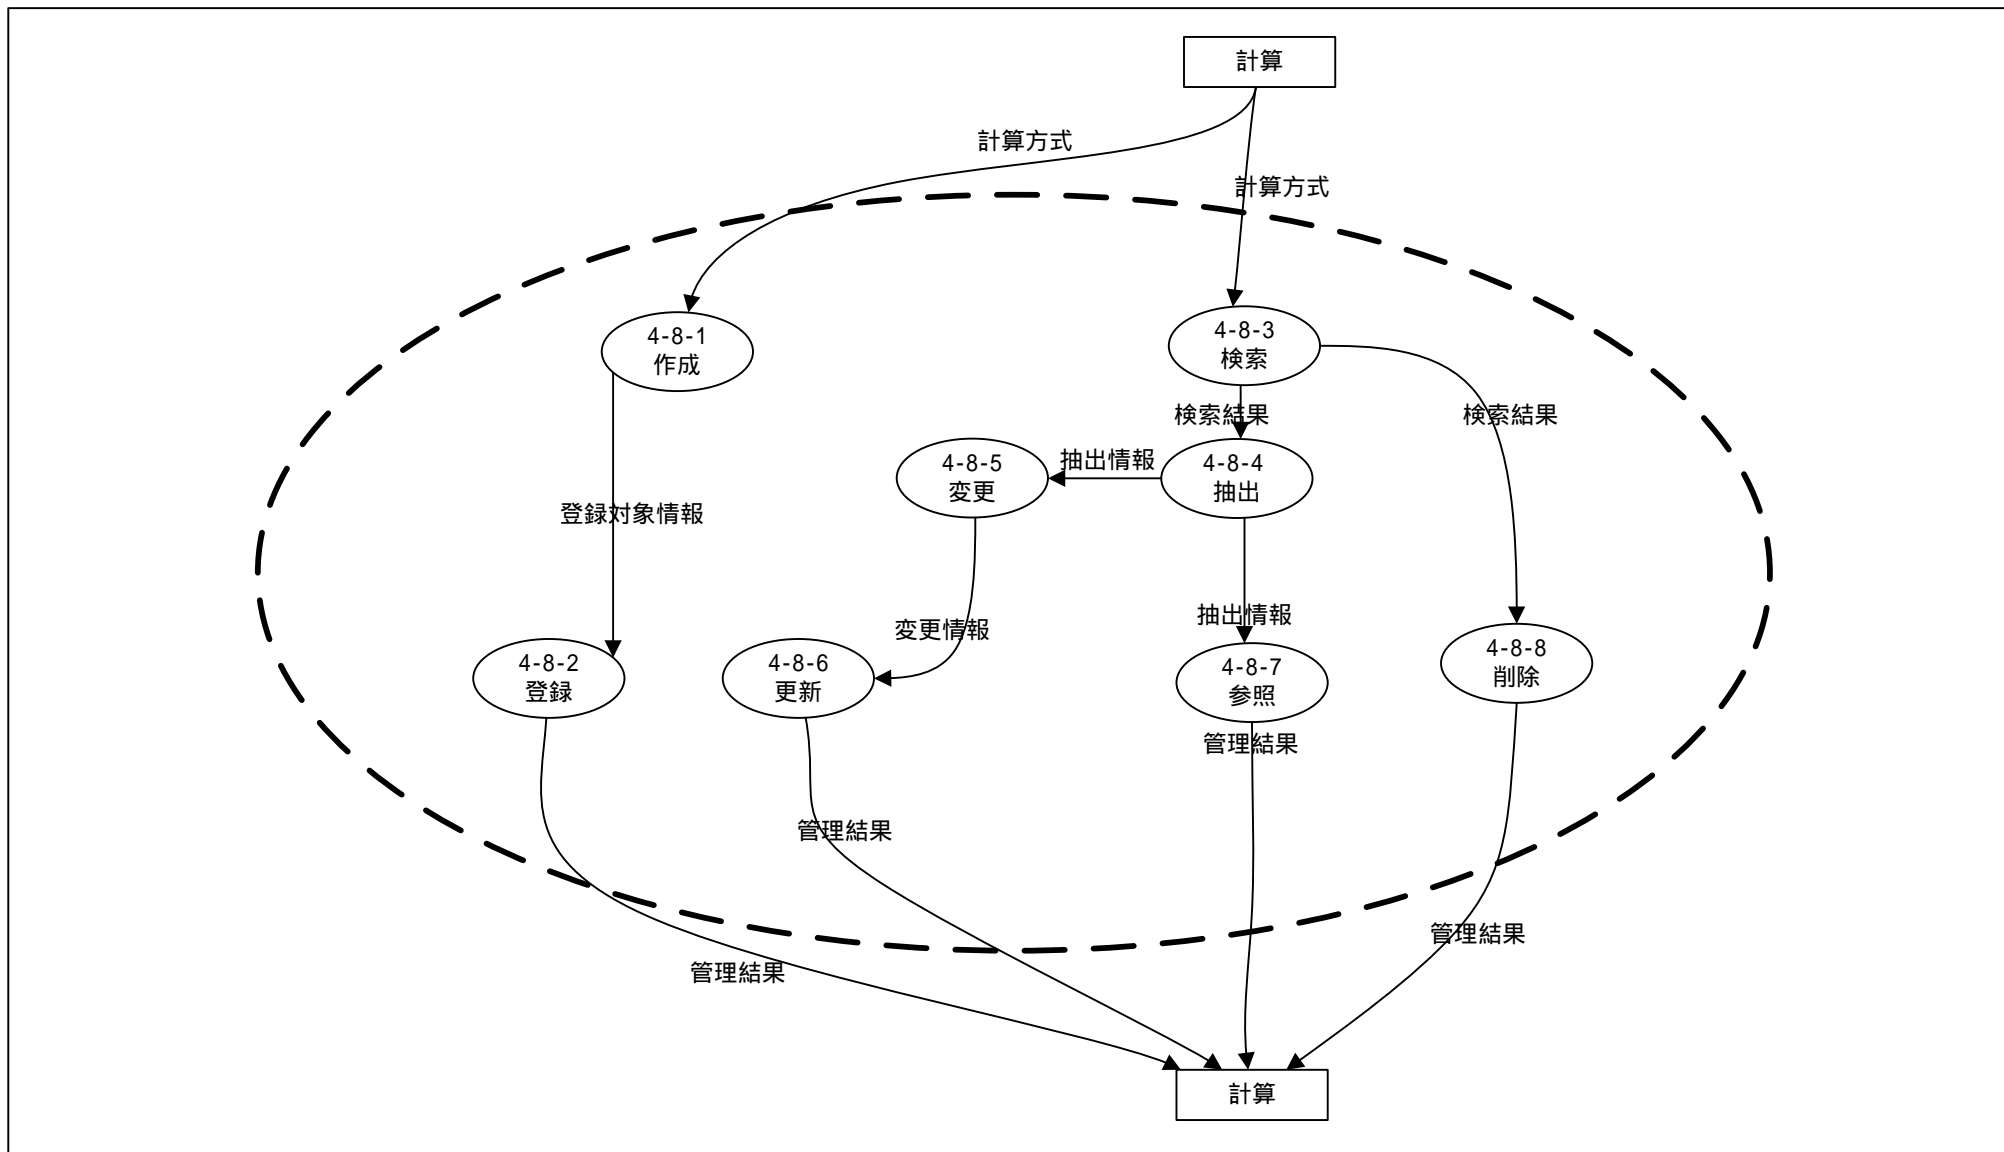 計算
計算方式
計算方式
4-8-1
作成
4-8-3
検索
検索結果
検索結果
4-8-5
変更
抽出情報
4-8-4
抽出
登録対象情報
変更情報
抽出情報
4-8-2
登録
4-8-6
更新
4-8-7
参照
4-8-8
削除
管理結果
管理結果
管理結果
管理結果
計算